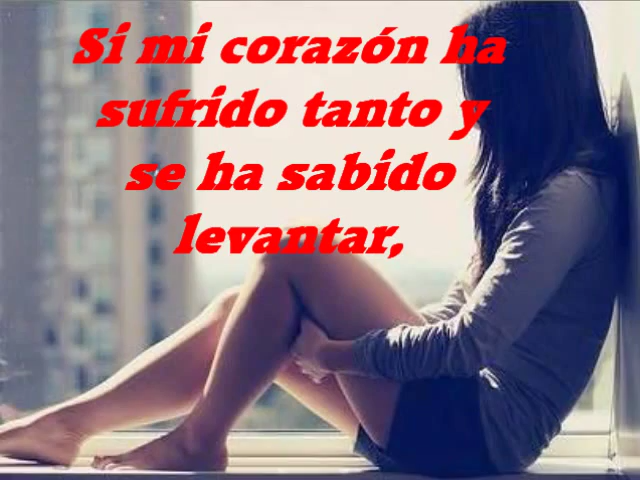 Si mi corazón ha
sufrido tanto y
se ha sabido
levantar,